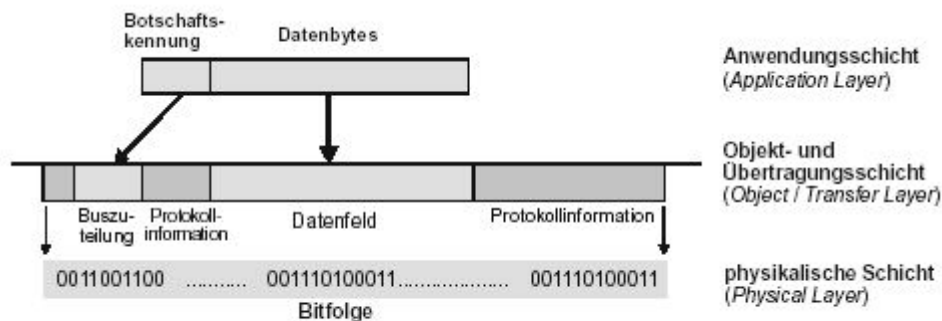 Botschafts-
kennung
Datenbytes
Anwendungsschicht
(Application Layer)
Objekt- und
Übertragungsschicht
(Object / Transfer Layer)
Buszu-
teilung
Protokoll-
information
Datenfeld
Protokollinformation
0011001100 ........... 001110100011..................... 001110100011
Bitfolge
physikalische Schicht
(Physical Layer)